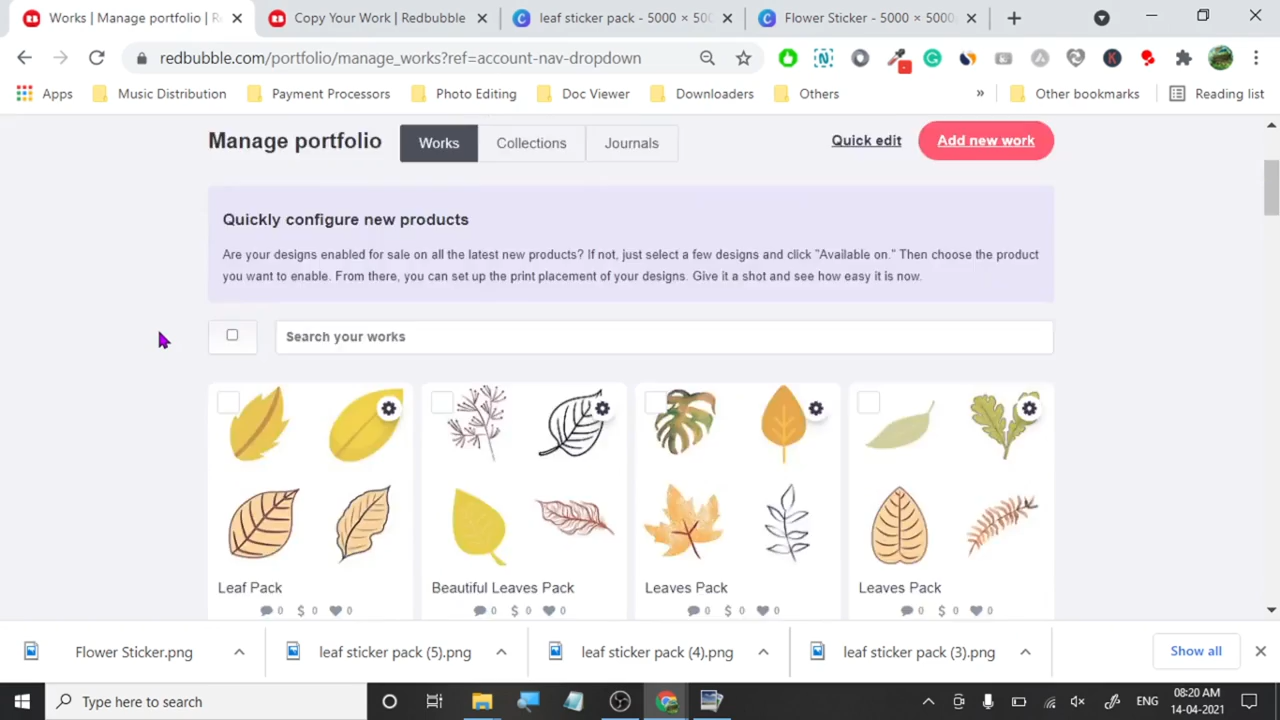 Works | Manage portfolio | R
Copy Your Work | Redbubble
leaf sticker pack - 5000 × 500
Flower Sticker - 5000 × 5000
redbubble.com/portfolio/manage_works?ref=account-nav-dropdown
Apps
Music Distribution
Payment Processors
Photo Editing
Doc Viewer
Downloaders
Others
»
Other bookmarks
Reading list
Manage portfolio
Works
Collections
Journals
Quick edit
Add new work
Quickly configure new products
Are your designs enabled for sale on all the latest new products? If not, just select a few designs and click "Available on." Then choose the product
you want to enable. From there, you can set up the print placement of your designs. Give it a shot and see how easy it is now.
Search your works
Leaf Pack
Beautiful Leaves Pack
Leaves Pack
Leaves Pack
0 $ 0 0
0 $ 0 0
0 $ 0 0
0 $ 0 0
Flower Sticker.png
leaf sticker pack (5).png
leaf sticker pack (4).png
leaf sticker pack (3).png
Show all
Type here to search
ENG
08:20 AM
14-04-2021